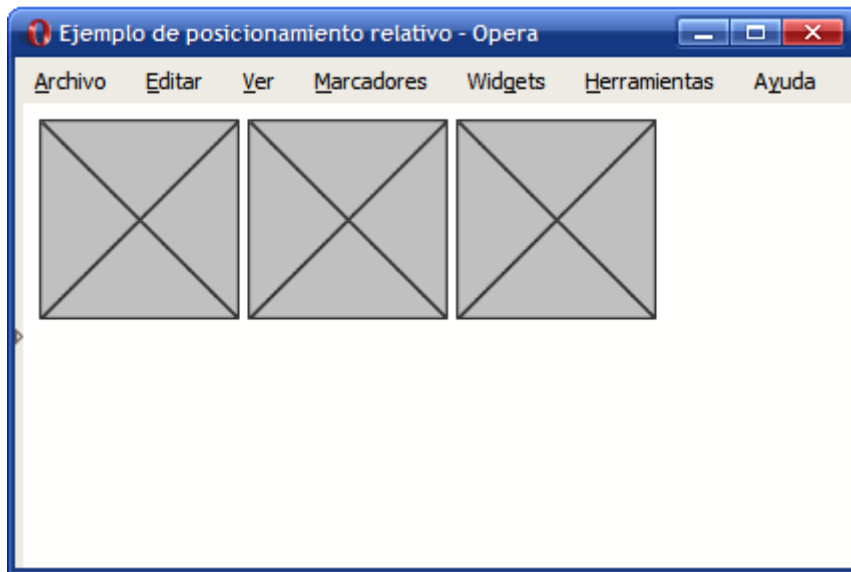 Ejemplo de posicionamiento relativo - Opera
Archivo Editar Ver Marcadores Widgets Herramientas Ayuda